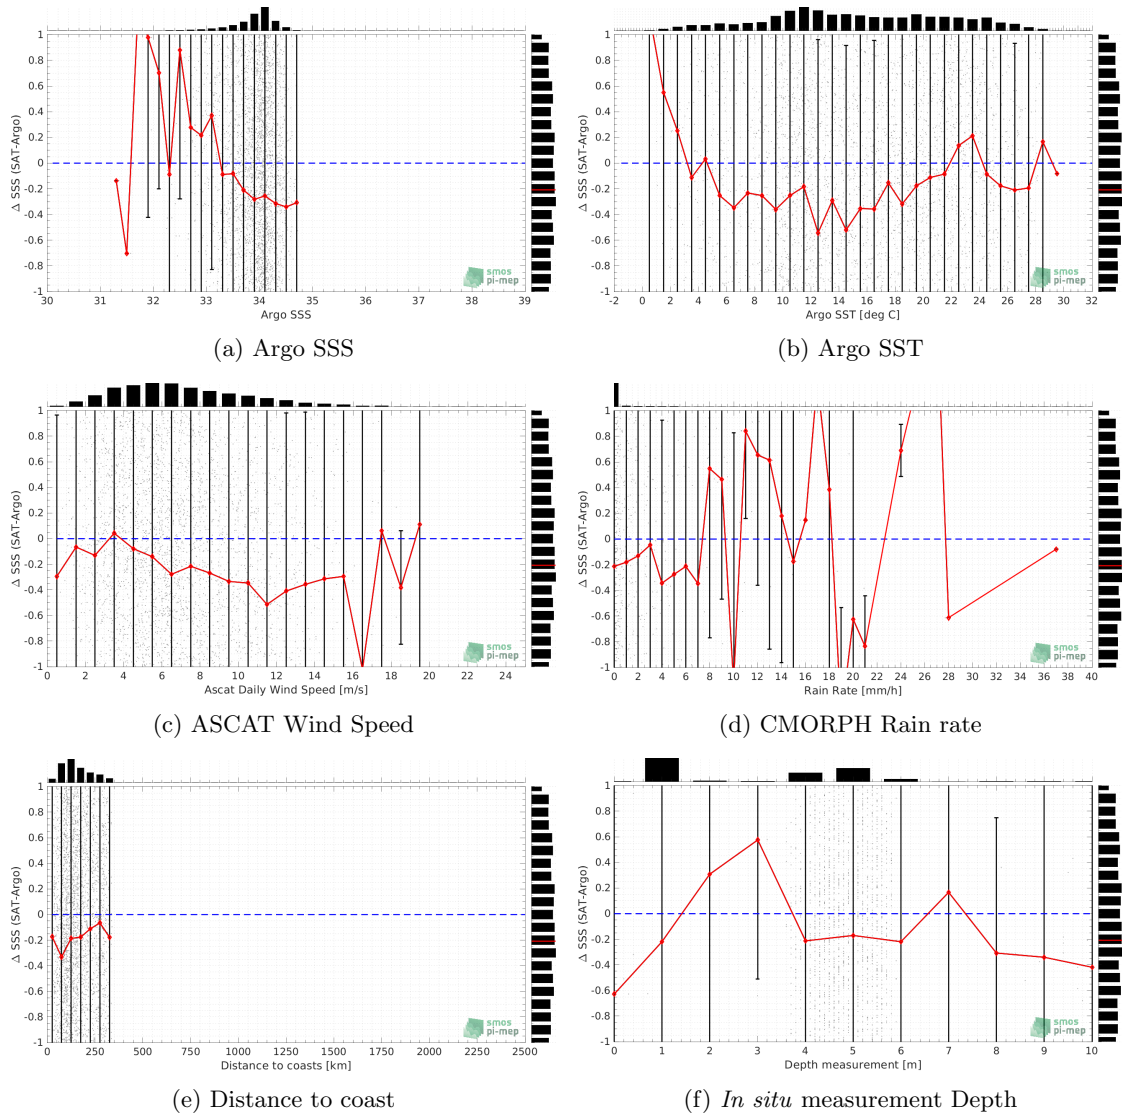 1
0.8
0.6
0.4
0.2
0
-0.2
-0.4
-0.6
-0.8
-1
Δ SSS (SAT-Argo)
30 31 32 33 34 35 36 37 38 39
Argo SSS
smos
pi-mep
(a) Argo SSS
1
0.8
0.6
0.4
0.2
0
-0.2
-0.4
-0.6
-0.8
-1
Δ SSS (SAT-Argo)
-2 0 2 4 6 8 10 12 14 16 18 20 22 24 26 28 30 32
Argo SST [deg C]
smos
pi-mep
(b) Argo SST
1
0.8
0.6
0.4
0.2
0
-0.2
-0.4
-0.6
-0.8
-1
Δ SSS (SAT-Argo)
0 2 4 6 8 10 12 14 16 18 20 22 24
Ascat Daily Wind Speed [m/s]
smos
pi-mep
(c) ASCAT Wind Speed
1
0.8
0.6
0.4
0.2
0
-0.2
-0.4
-0.6
-0.8
-1
Δ SSS (SAT-Argo)
0 2 4 6 8 10 12 14 16 18 20 22 24 26 28 30 32 34 36 38 40
Rain Rate [mm/h]
smos
pi-mep
(d) CMORPH Rain rate
1
0.8
0.6
0.4
0.2
0
-0.2
-0.4
-0.6
-0.8
-1
Δ SSS (SAT-Argo)
0 250 500 750 1000 1250 1500 1750 2000 2250 2500
Distance to coasts [km]
smos
pi-mep
(e) Distance to coast
1
0.8
0.6
0.4
0.2
0
-0.2
-0.4
-0.6
-0.8
-1
Δ SSS (SAT-Argo)
0 1 2 3 4 5 6 7 8 9 10
Depth measurement [m]
smos
pi-mep
(f) In situ measurement Depth